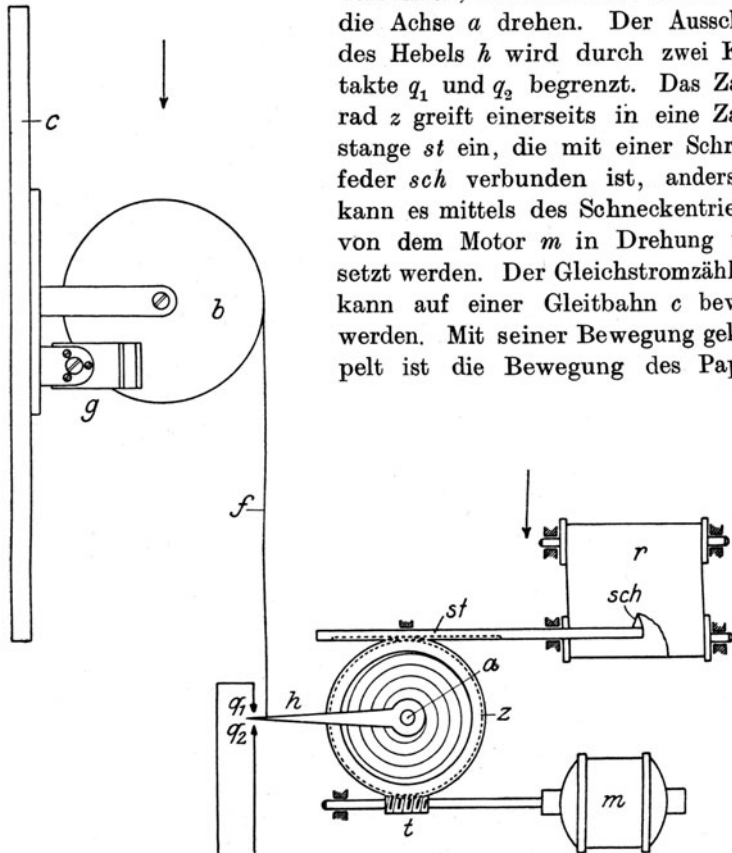 die Achse a drehen. Der Aussch
des Hebels h wird durch zwei K
takte q₁ und q₂ begrenzt. Das Za
rad z greift einerseits in eine Za
stange st ein, die mit einer Schr
feder sch verbunden ist, anders
kann es mittels des Schneckentrie
von dem Motor m in Drehung
setzt werden. Der Gleichstromzähl
kann auf einer Gleitbahn c bew
werden. Mit seiner Bewegung gek
pelt ist die Bewegung des Pap
c
b
g
f
r
sch
st
a
q₁
h
z
q₂
m
t